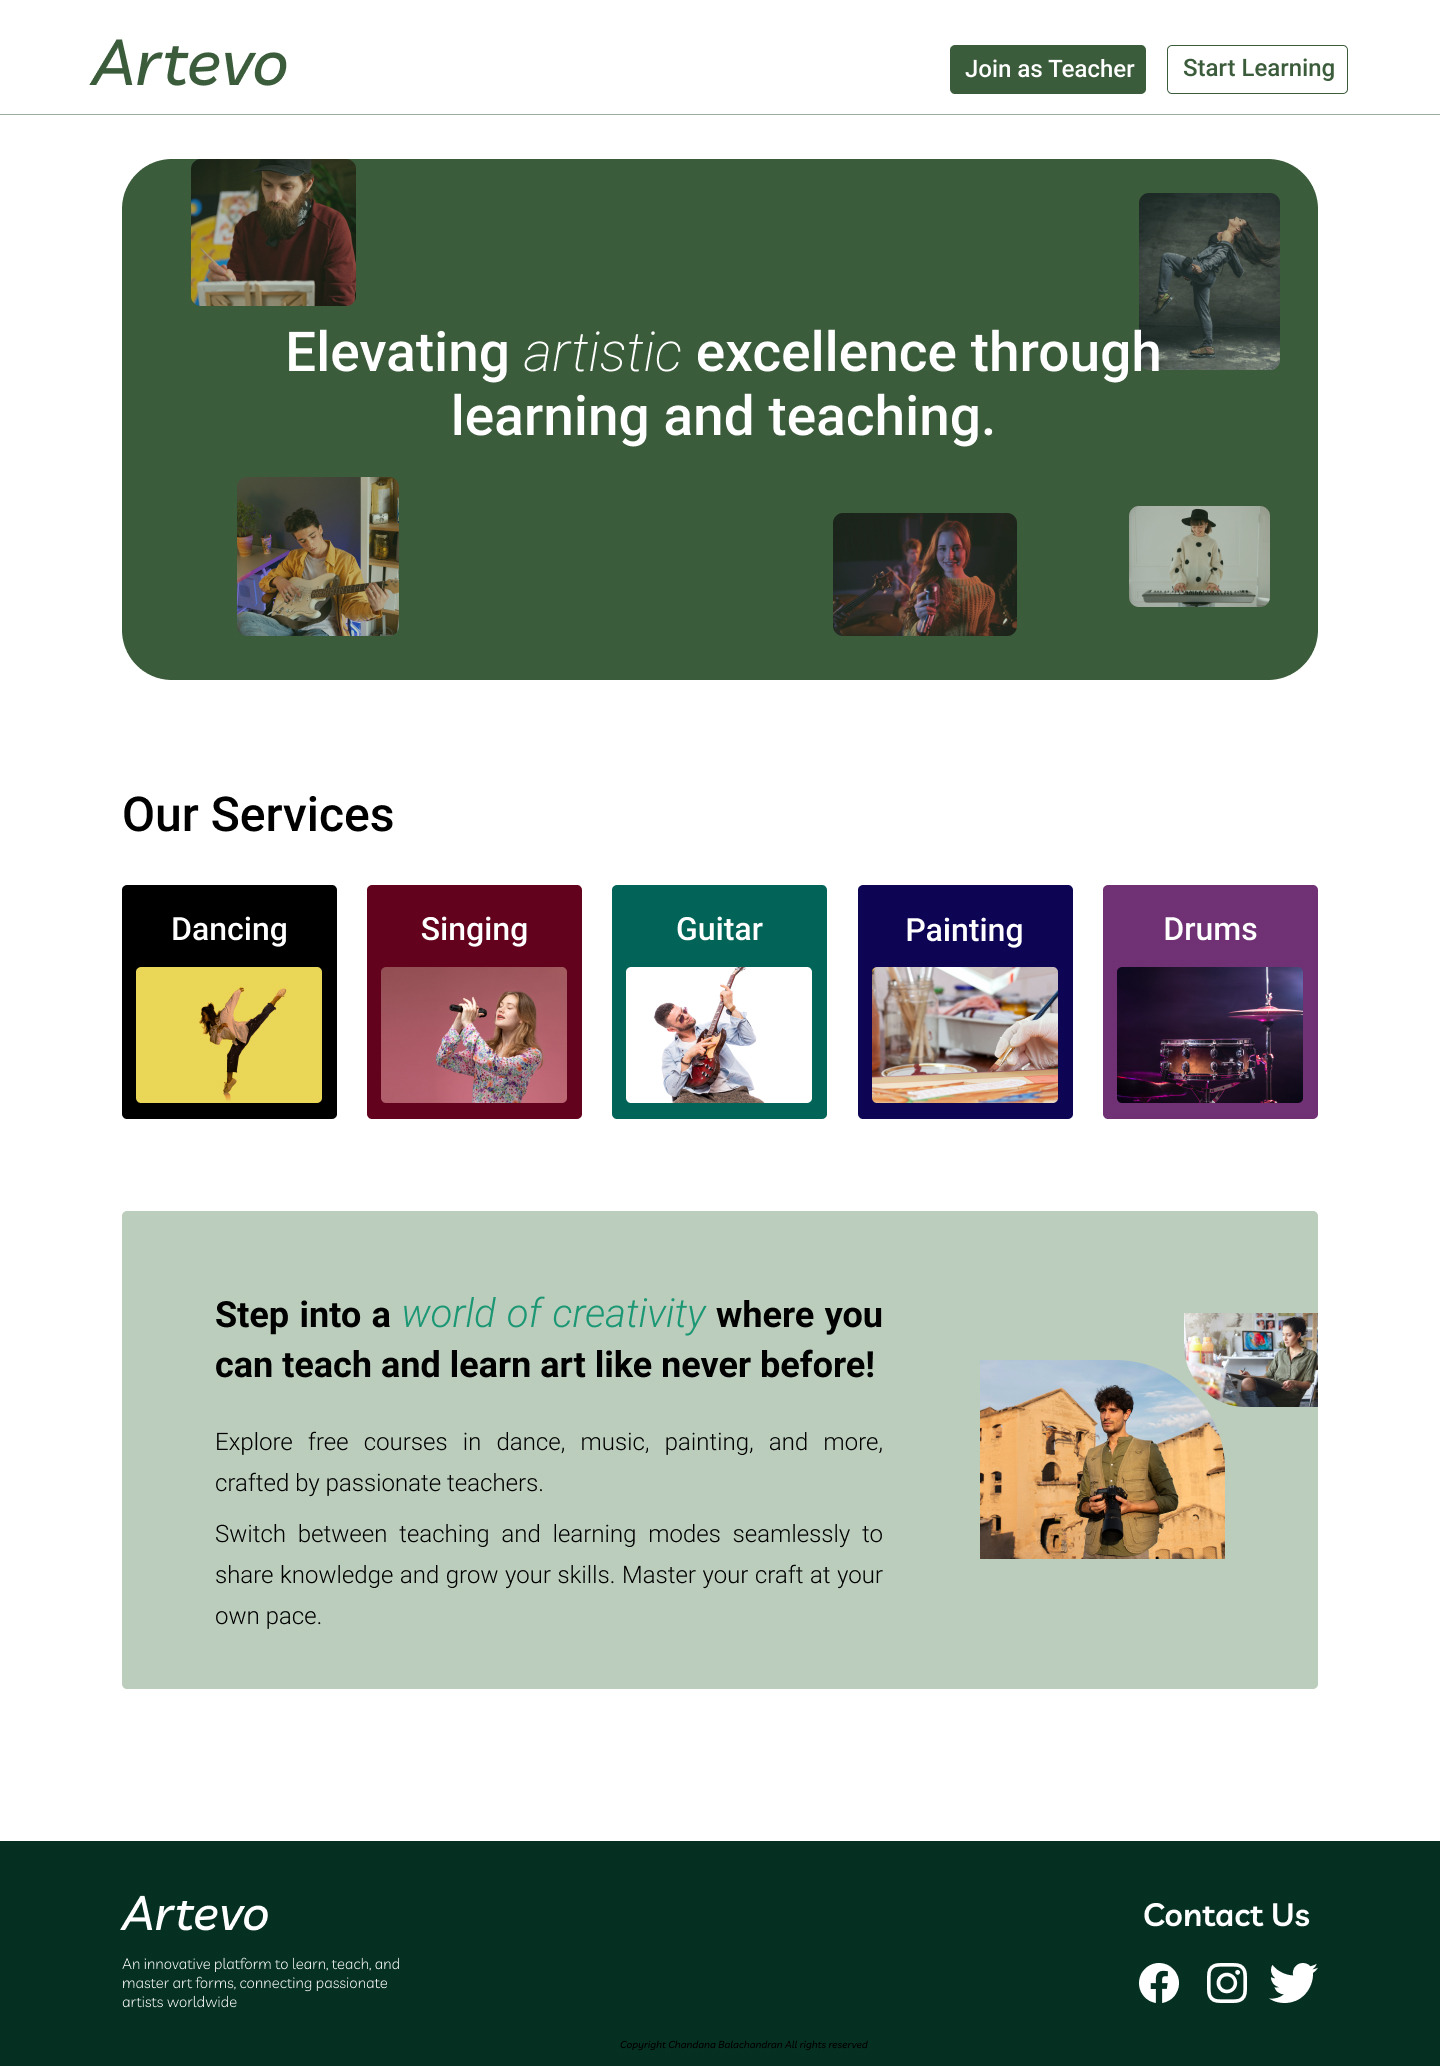 Artevo
Join as Teacher
Start Learning
Elevating artistic excellence through
learning and teaching.
Our Services
Dancing
Singing
Guitar
Painting
Drums
Step into a world of creativity where you
can teach and learn art like never before!
Explore free courses in dance, music, painting, and more,
crafted by passionate teachers.
Switch between teaching and learning modes seamlessly to
share knowledge and grow your skills. Master your craft at your
own pace.
Artevo
An innovative platform to learn, teach, and
master art forms, connecting passionate
artists worldwide
Contact Us
Copyright Chandana Balachandran All rights reserved